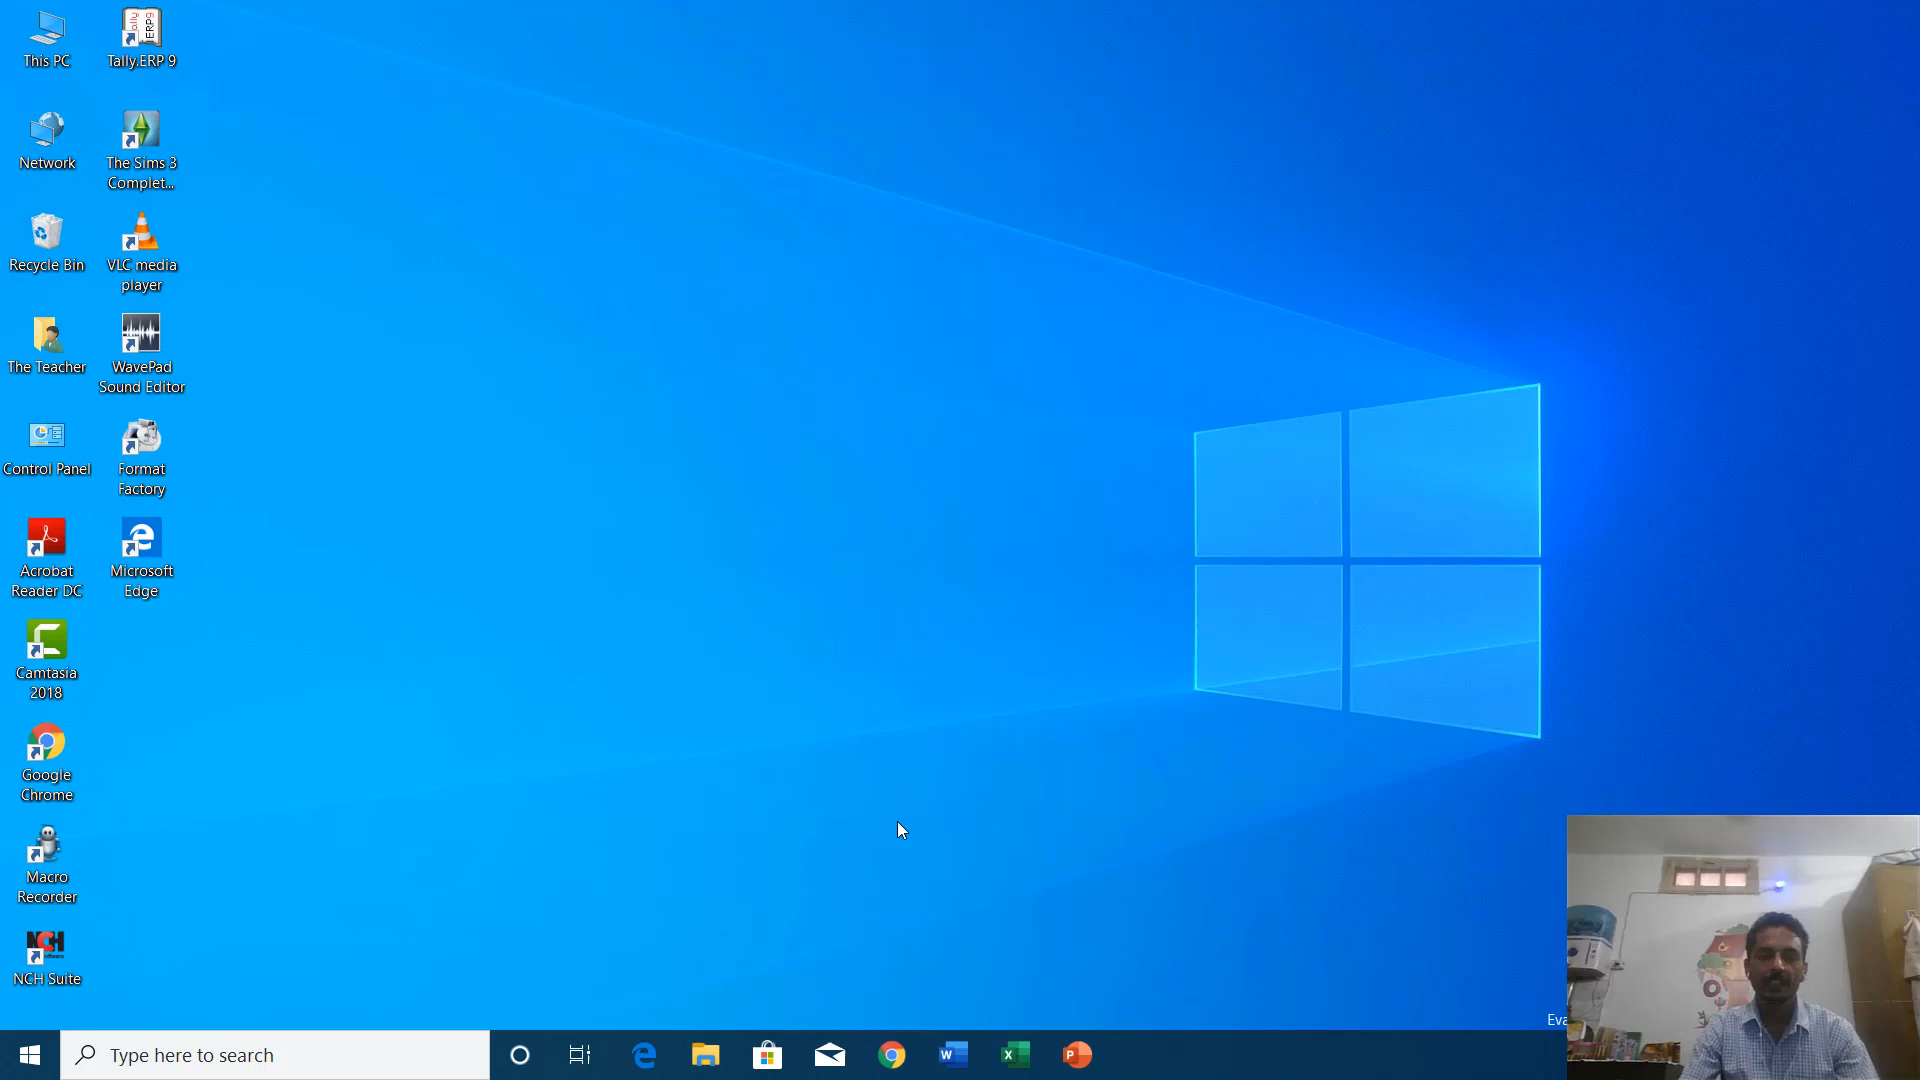 This PC
Tally.ERP 9
Network
The Sims 3
Complet...
Recycle Bin
VLC media
player
The Teacher
WavePad
Sound Editor
Control Panel
Format
Factory
Acrobat
Reader DC
Microsoft
Edge
Camtasia
2018
Google
Chrome
Macro
Recorder
NCH
NCH Suite
Eva
Type here to search